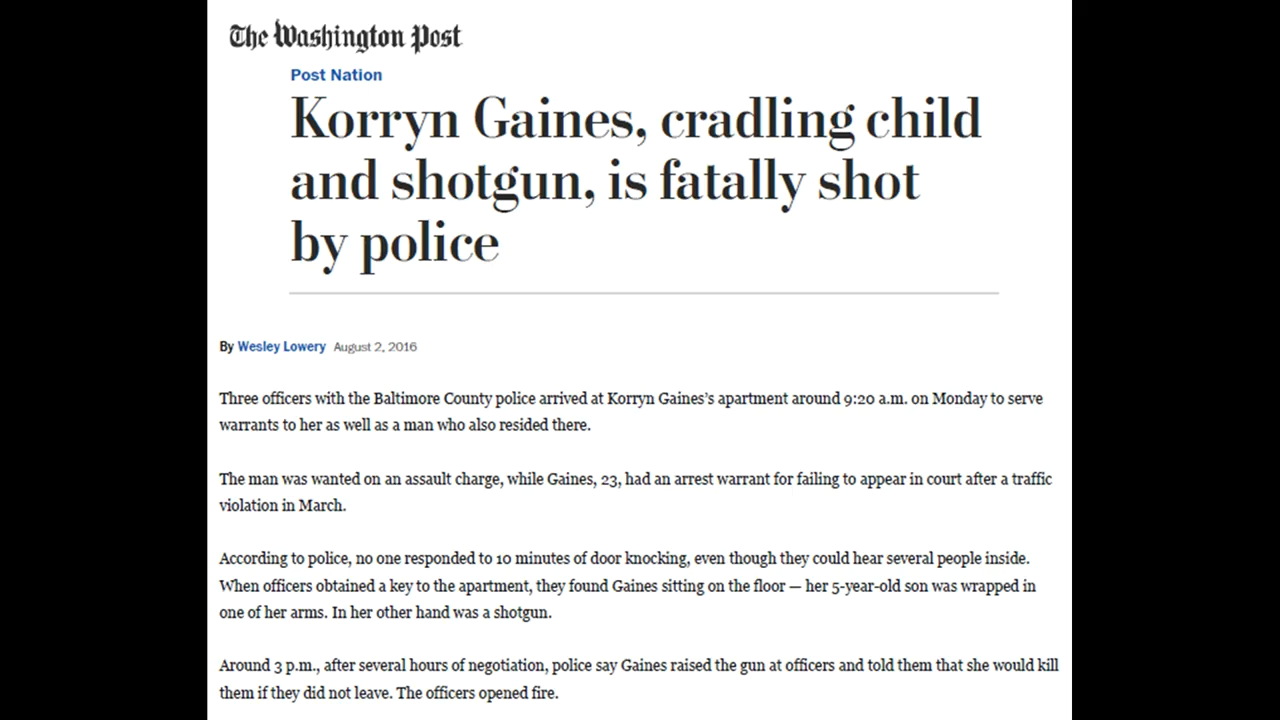 The Washington Post
Post Nation
Korryn Gaines, cradling child
and shotgun, is fatally shot
by police
By Wesley Lowery August 2, 2016
Three officers with the Baltimore County police arrived at Korryn Gaines’s apartment around 9:20 a.m. on Monday to serve
warrants to her as well as a man who also resided there.
The man was wanted on an assault charge, while Gaines, 23, had an arrest warrant for failing to appear in court after a traffic
violation in March.
According to police, no one responded to 10 minutes of door knocking, even though they could hear several people inside.
When officers obtained a key to the apartment, they found Gaines sitting on the floor — her 5-year-old son was wrapped in
one of her arms. In her other hand was a shotgun.
Around 3 p.m., after several hours of negotiation, police say Gaines raised the gun at officers and told them that she would kill
them if they did not leave. The officers opened fire.